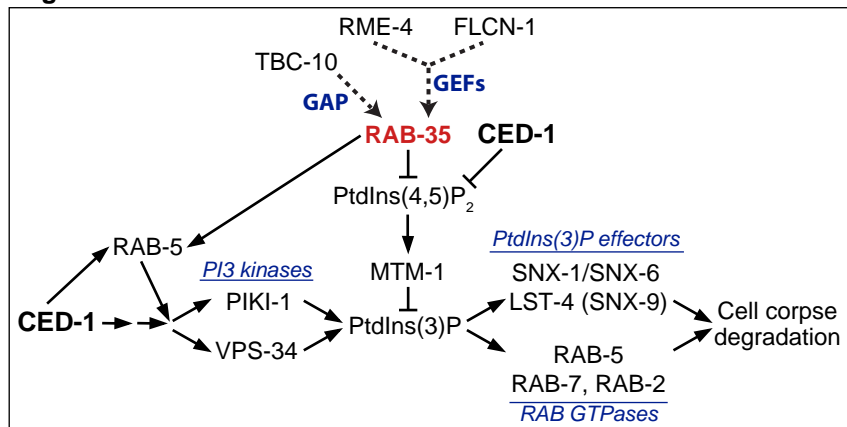 RME-4 FLCN-1
TBC-10
GAP GEFs
RAB-35 CED-1
PtdIns(4,5)P2
RAB-5 PtdIns(3)P effectors
PI3 kinases MTM-1 SNX-1/SNX-6
CED-1 PIKI-1 PtdIns(3)P LST-4 (SNX-9) Cell corpse
VPS-34 RAB-5 degradation
RAB-7, RAB-2
RAB GTPases